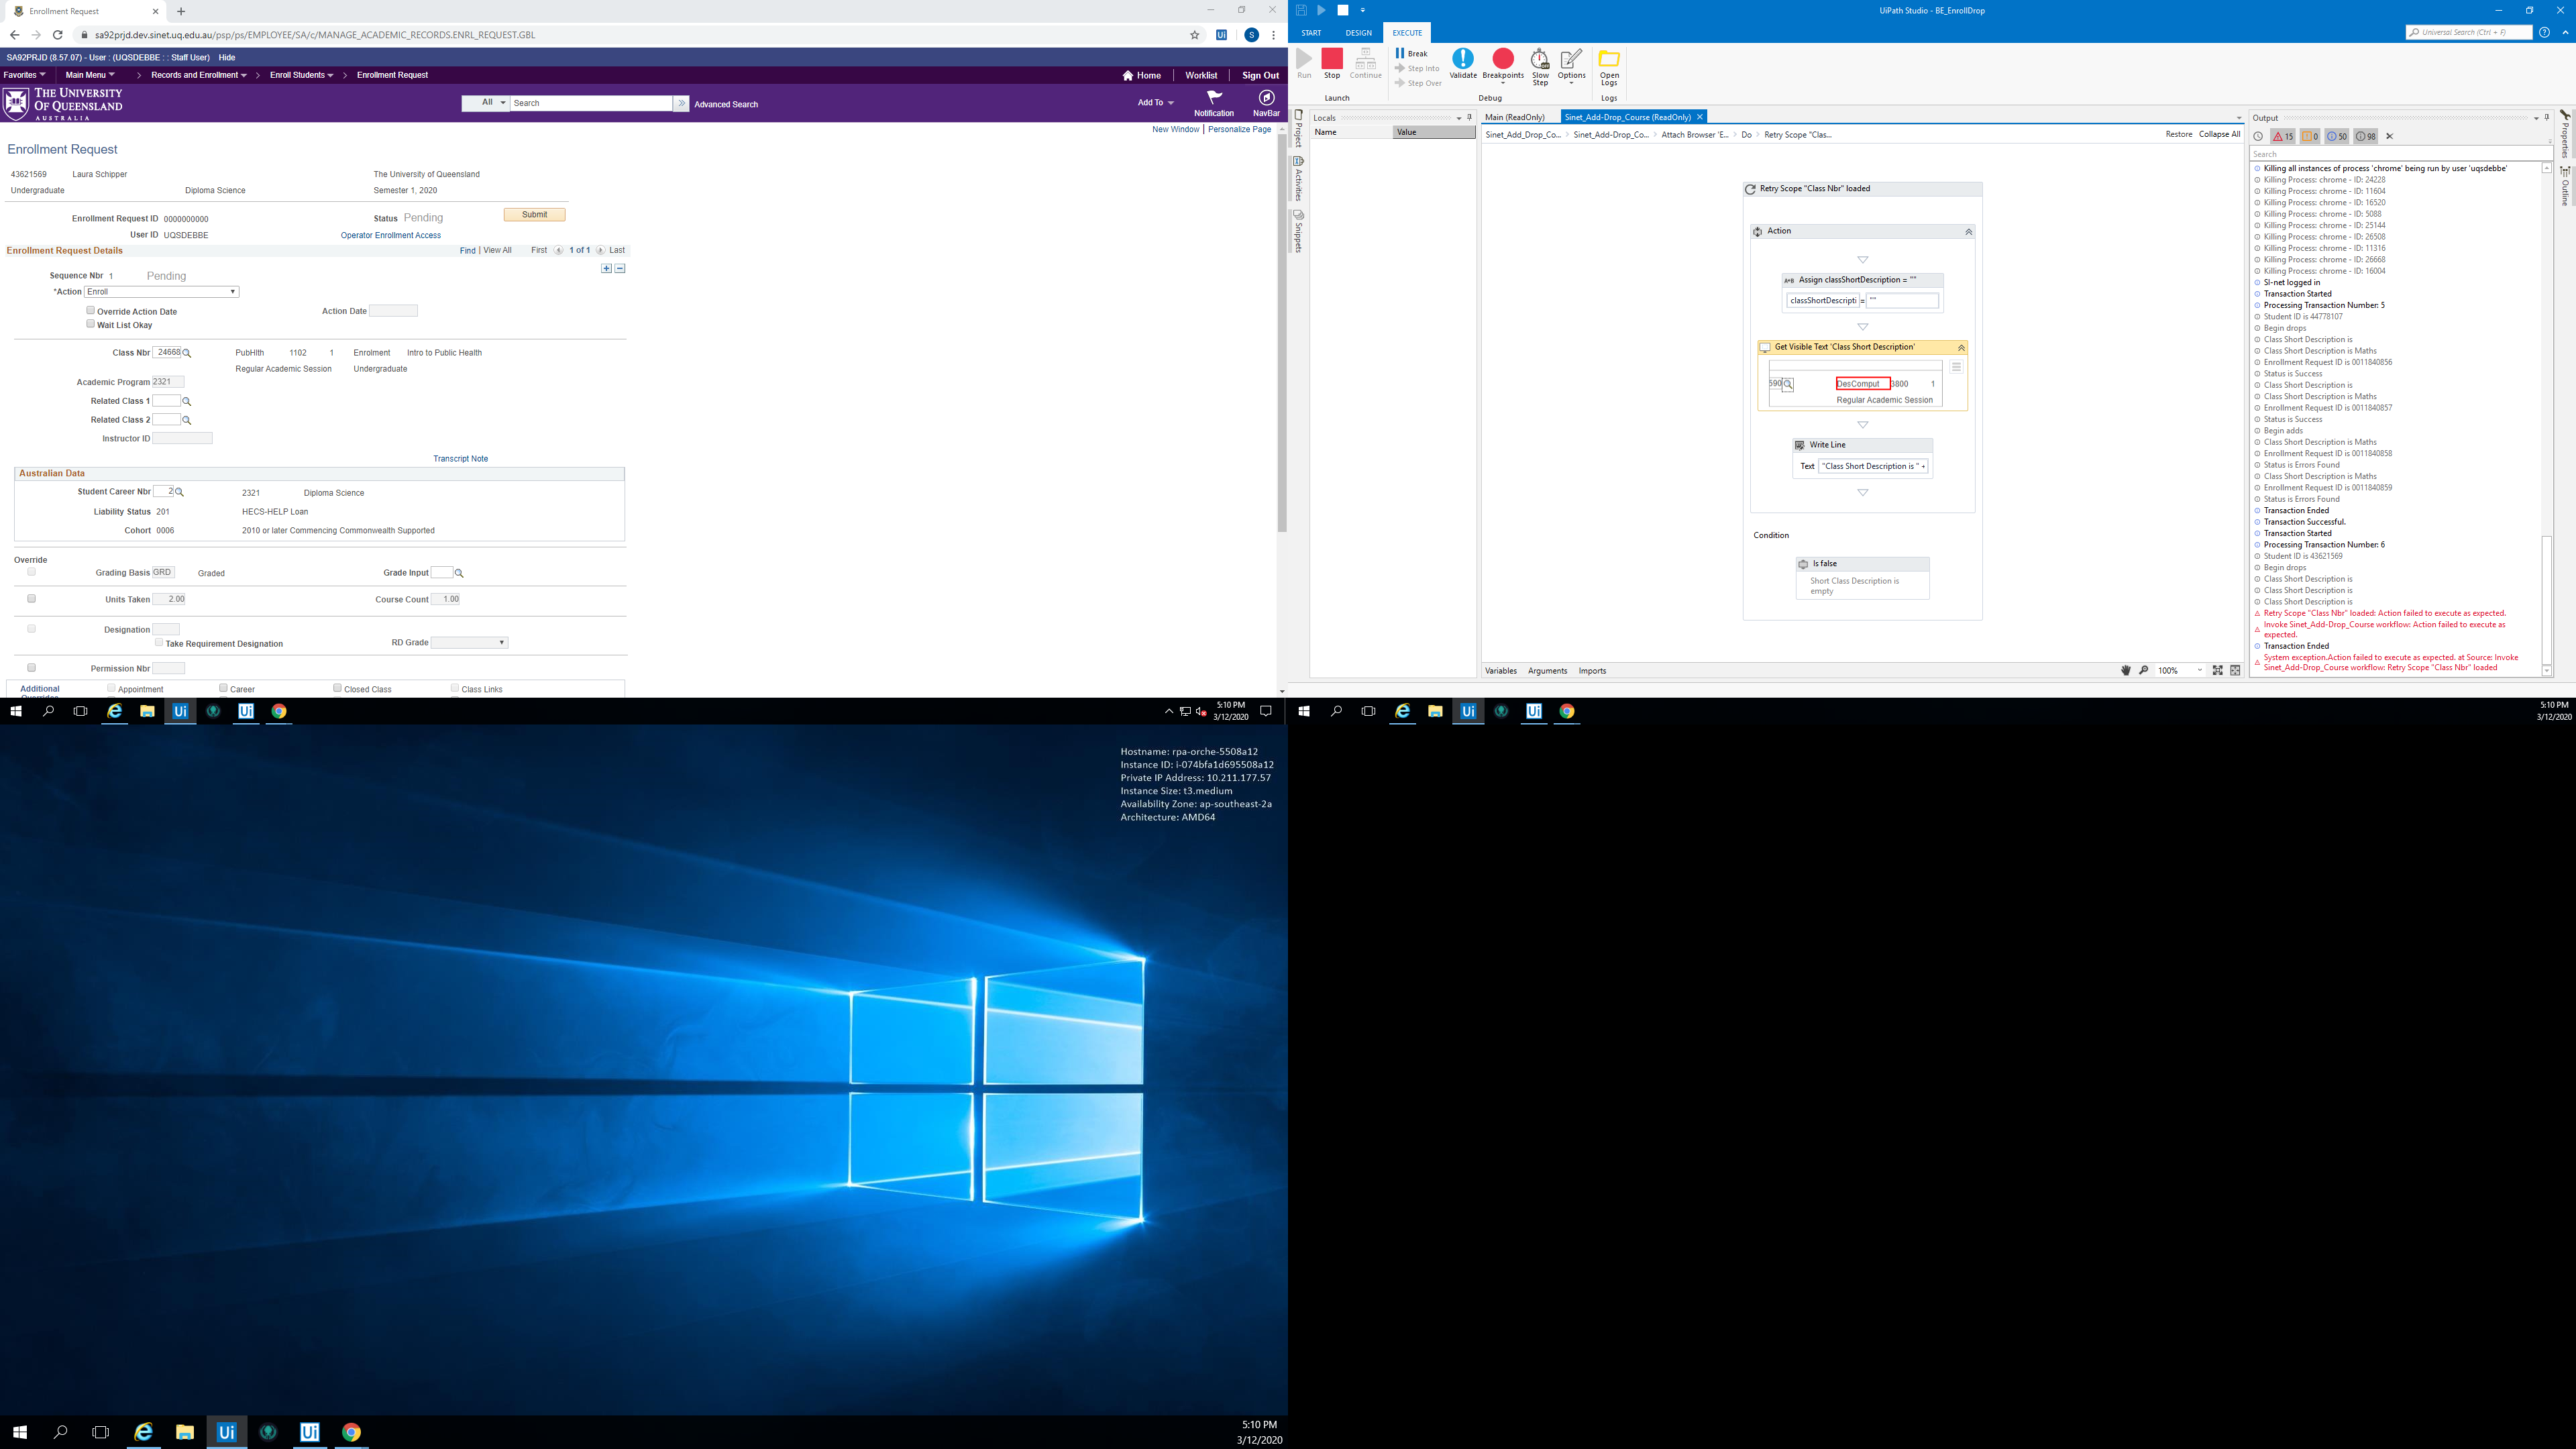 Enrollment Request
sa92prjd.dev.sinet.uq.edu.au/psp/ps/EMPLOYEE/SA/c/MANAGE_ACADEMIC_RECORDS.ENRL_REQUEST.GBL
SA92PRJD (8.57.07) - User : (UQSDEBBE : : Staff User) Hide
Favorites Main Menu > Records and Enrollment > Enroll Students > Enrollment Request
Home Worklist Sign Out
THE UNIVERSITY
OF QUEENSLAND
AUSTRALIA
All Search Advanced Search
Add To Notification NavBar
New Window | Personalize Page
Enrollment Request
43621569 Laura Schipper The University of Queensland
Undergraduate Diploma Science Semester 1, 2020
Enrollment Request ID 0000000000 Status Pending Submit
User ID UQSDEBBE Operator Enrollment Access
Enrollment Request Details Find | View All First 1 of 1 Last
Sequence Nbr 1 Pending
*Action Enroll
Override Action Date Action Date
Wait List Okay
Class Nbr 24668 PubHlth 1102 1 Enrolment Intro to Public Health
Regular Academic Session Undergraduate
Academic Program 2321
Related Class 1
Related Class 2
Instructor ID
Transcript Note
Australian Data
Student Career Nbr 2 2321 Diploma Science
Liability Status 201 HECS-HELP Loan
Cohort 0006 2010 or later Commencing Commonwealth Supported
Override
Grading Basis GRD Graded Grade Input
Units Taken 2.00 Course Count 1.00
Designation
Take Requirement Designation RD Grade
Permission Nbr
Additional Appointment Career Closed Class Class Links
5:10 PM
3/12/2020
UiPath Studio - BE_EnrollDrop
START DESIGN EXECUTE
Universal Search (Ctrl + F)
Run Stop Continue
Break
Step Into
Step Over
Validate Breakpoints Slow Step Options Open Logs
Launch Debug Logs
Project
Activities
Snippets
Locals
Name Value
Main (ReadOnly) Sinet_Add-Drop_Course (ReadOnly)
Sinet_Add_Drop_Co... > Sinet_Add-Drop_Co... > Attach Browser 'E... > Do > Retry Scope "Clas...
Restore Collapse All
Retry Scope "Class Nbr" loaded
Action
A+B Assign classShortDescription = ""
classShortDescripti = ""
Get Visible Text 'Class Short Description'
590 DesComput 3800 1
Regular Academic Session
Write Line
Text "Class Short Description is " +
Condition
Is false
Short Class Description is
empty
Variables Arguments Imports
100%
Output
15 0 50 98
Search
Killing all instances of process 'chrome' being run by user 'uqsdebbe'
Killing Process: chrome - ID: 24228
Killing Process: chrome - ID: 11604
Killing Process: chrome - ID: 16520
Killing Process: chrome - ID: 5088
Killing Process: chrome - ID: 25144
Killing Process: chrome - ID: 26508
Killing Process: chrome - ID: 11316
Killing Process: chrome - ID: 26668
Killing Process: chrome - ID: 16004
SI-net logged in
Transaction Started
Processing Transaction Number: 5
Student ID is 44778107
Begin drops
Class Short Description is
Class Short Description is Maths
Enrollment Request ID is 0011840856
Status is Success
Class Short Description is
Class Short Description is Maths
Enrollment Request ID is 0011840857
Status is Success
Begin adds
Class Short Description is Maths
Enrollment Request ID is 0011840858
Status is Errors Found
Class Short Description is Maths
Enrollment Request ID is 0011840859
Status is Errors Found
Transaction Ended
Transaction Successful.
Transaction Started
Processing Transaction Number: 6
Student ID is 43621569
Begin drops
Class Short Description is
Class Short Description is
Class Short Description is
Retry Scope "Class Nbr" loaded: Action failed to execute as expected.
Invoke Sinet_Add-Drop_Course workflow: Action failed to execute as
expected.
Transaction Ended
System exception.Action failed to execute as expected. at Source: Invoke
Sinet_Add-Drop_Course workflow: Retry Scope "Class Nbr" loaded
Properties
Outline
5:10 PM
3/12/2020
Hostname: rpa-orche-5508a12
Instance ID: i-074bfa1d695508a12
Private IP Address: 10.211.177.57
Instance Size: t3.medium
Availability Zone: ap-southeast-2a
Architecture: AMD64
5:10 PM
3/12/2020